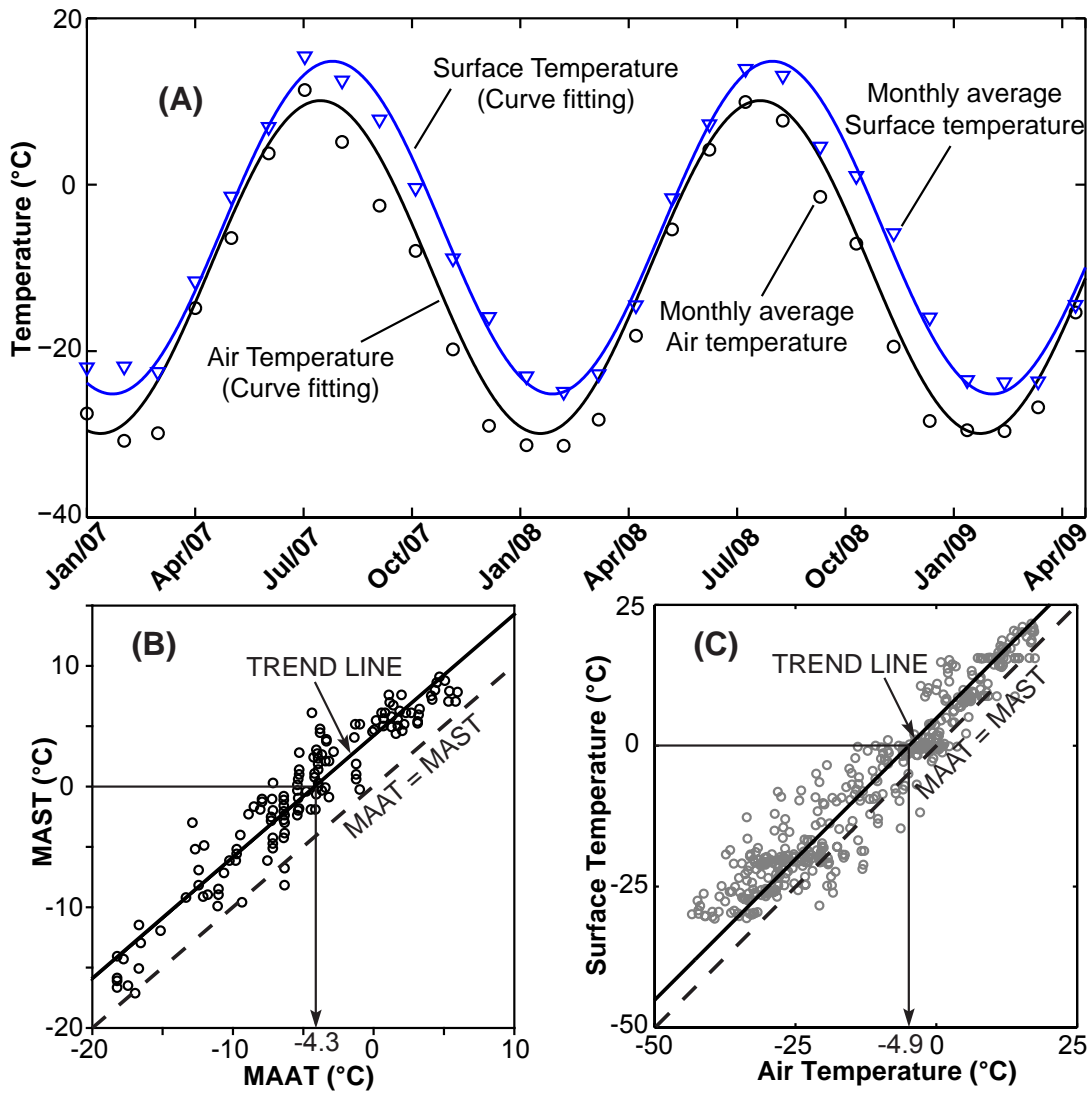 20
0
−20
−40
Temperature (°C)
(A)
Surface Temperature
(Curve fitting)
Monthly average
Surface temperature
Air Temperature
(Curve fitting)
Monthly average
Air temperature
Jan/07
Apr/07
Jul/07
Oct/07
Jan/08
Apr/08
Jul/08
Oct/08
Jan/09
Apr/09
(B)
TREND LINE
MAAT = MAST
10
0
-10
-20
MAST (°C)
-20
-10
-4.3
0
10
MAAT (°C)
(C)
TREND LINE
MAAT = MAST
25
0
-25
-50
Surface Temperature (°C)
-50
-25
-4.9
0
25
Air Temperature (°C)